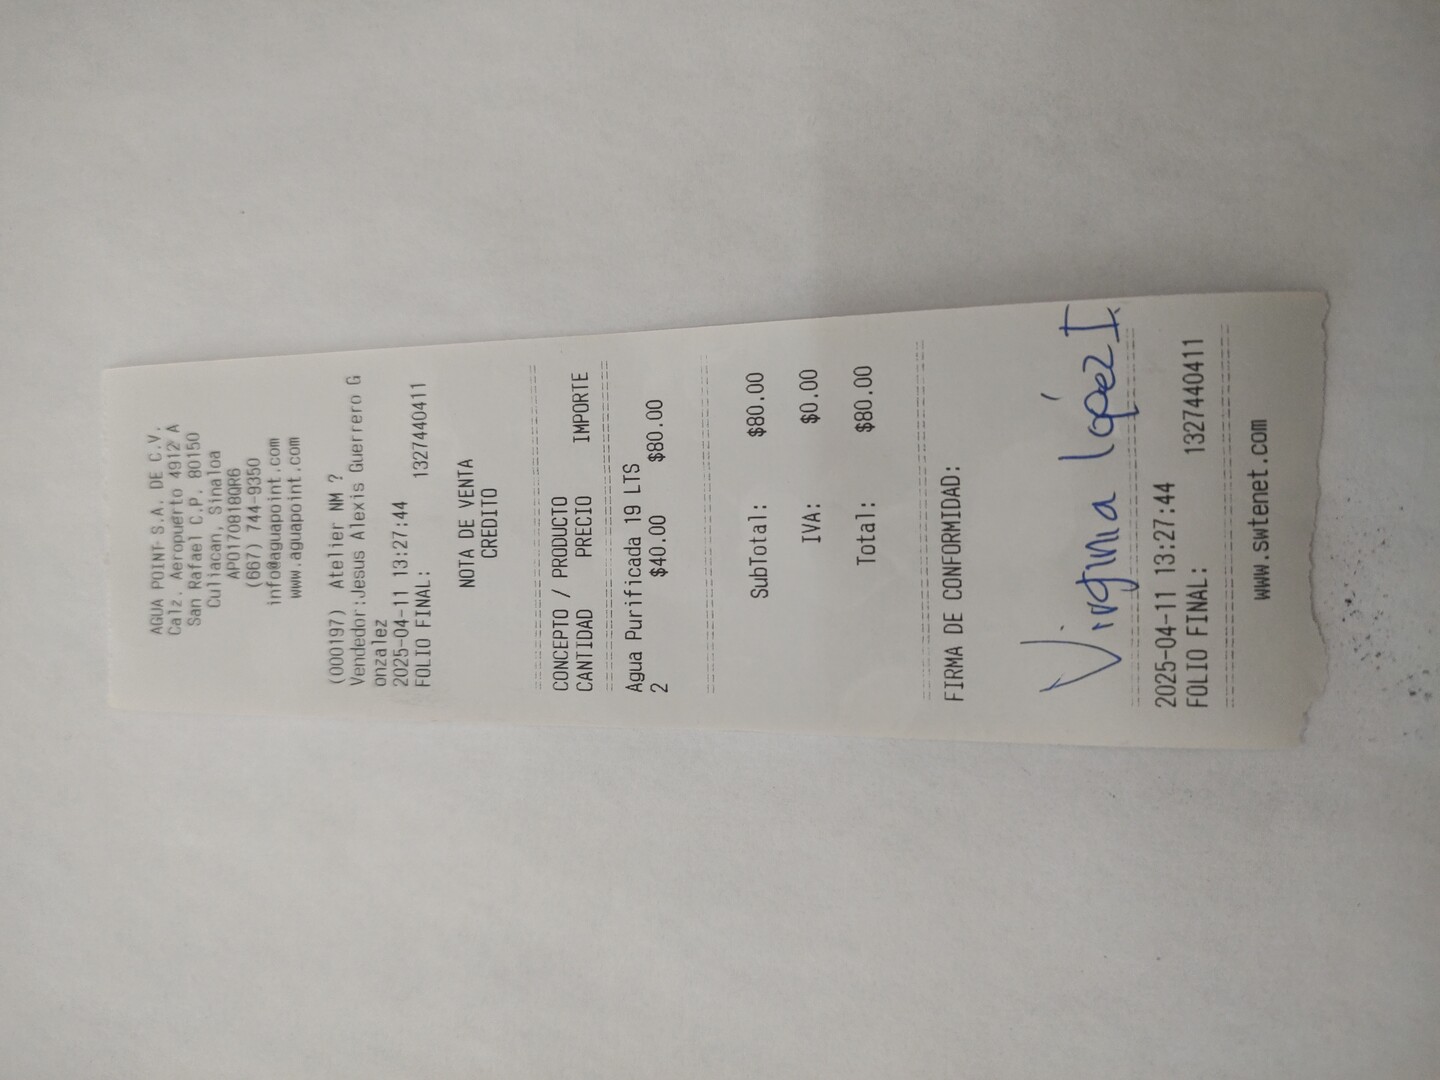 AGUA POINT S.A. DE C.V.
Calz. Aeropuerto 4912 A
San Rafael C.P. 80150
Culiacan, Sinaloa
APO170818QR6
(667) 744-9350
info@aguapoint.com
www.aguapoint.com
(000197) Atelier NM ?
Vendedor:Jesus Alexis Guerrero G
onzalez
2025-04-11 13:27:44
FOLIO FINAL: 1327440411
NOTA DE VENTA
CREDITO
CONCEPTO / PRODUCTO
CANTIDAD PRECIO IMPORTE
Agua Purificada 19 LTS
2 $40.00 $80.00
SubTotal: $80.00
IVA: $0.00
Total: $80.00
FIRMA DE CONFORMIDAD:
Virginia López I.
2025-04-11 13:27:44
FOLIO FINAL: 1327440411
www.swtenet.com